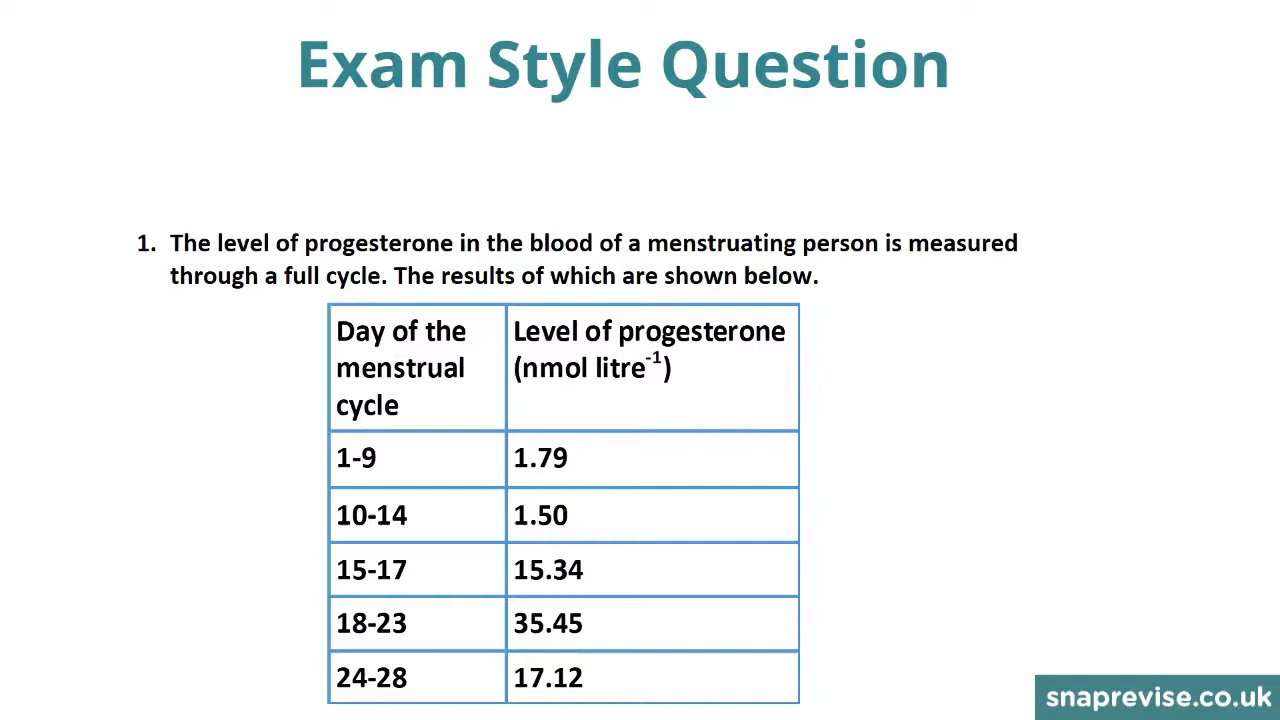 Exam Style Question
1. The level of progesterone in the blood of a menstruating person is measured
through a full cycle. The results of which are shown below.
Day of the menstrual cycle
Level of progesterone (nmol litre⁻¹)
1-9 1.79
10-14 1.50
15-17 15.34
18-23 35.45
24-28 17.12
snaprevise.co.uk